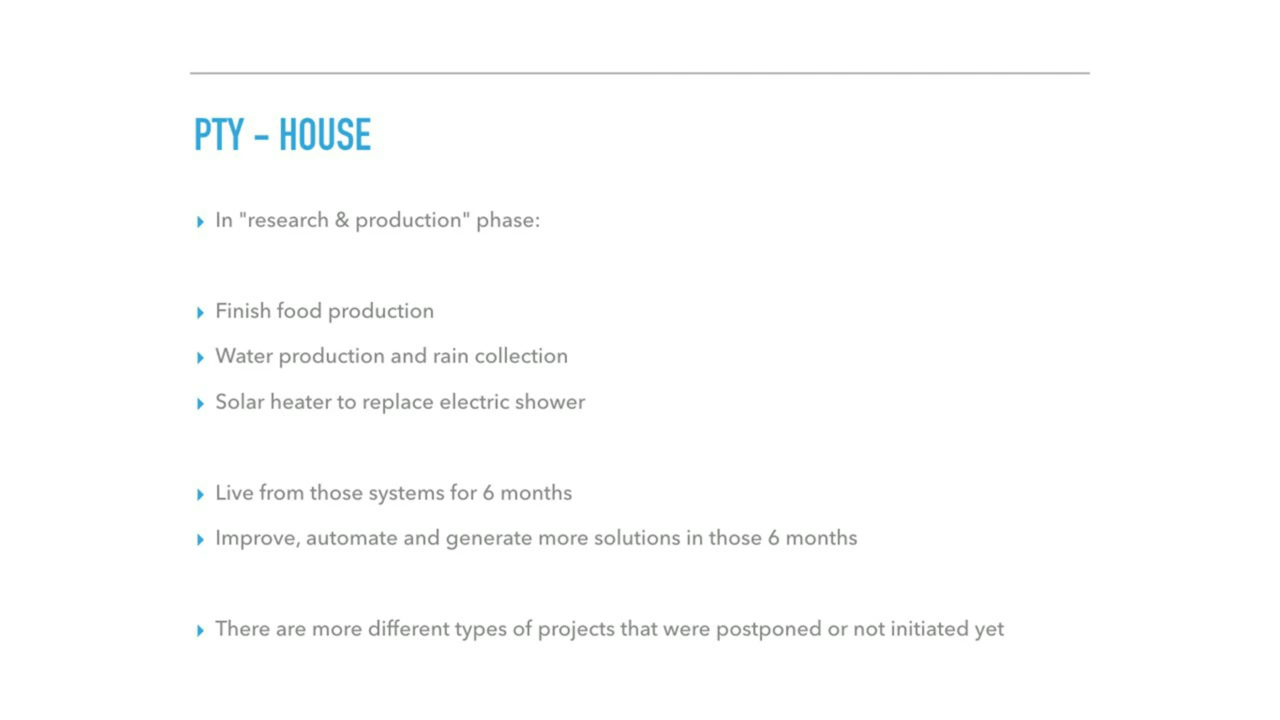 PTY – HOUSE
In "research & production" phase:
Finish food production
Water production and rain collection
Solar heater to replace electric shower
Live from those systems for 6 months
Improve, automate and generate more solutions in those 6 months
There are more different types of projects that were postponed or not initiated yet